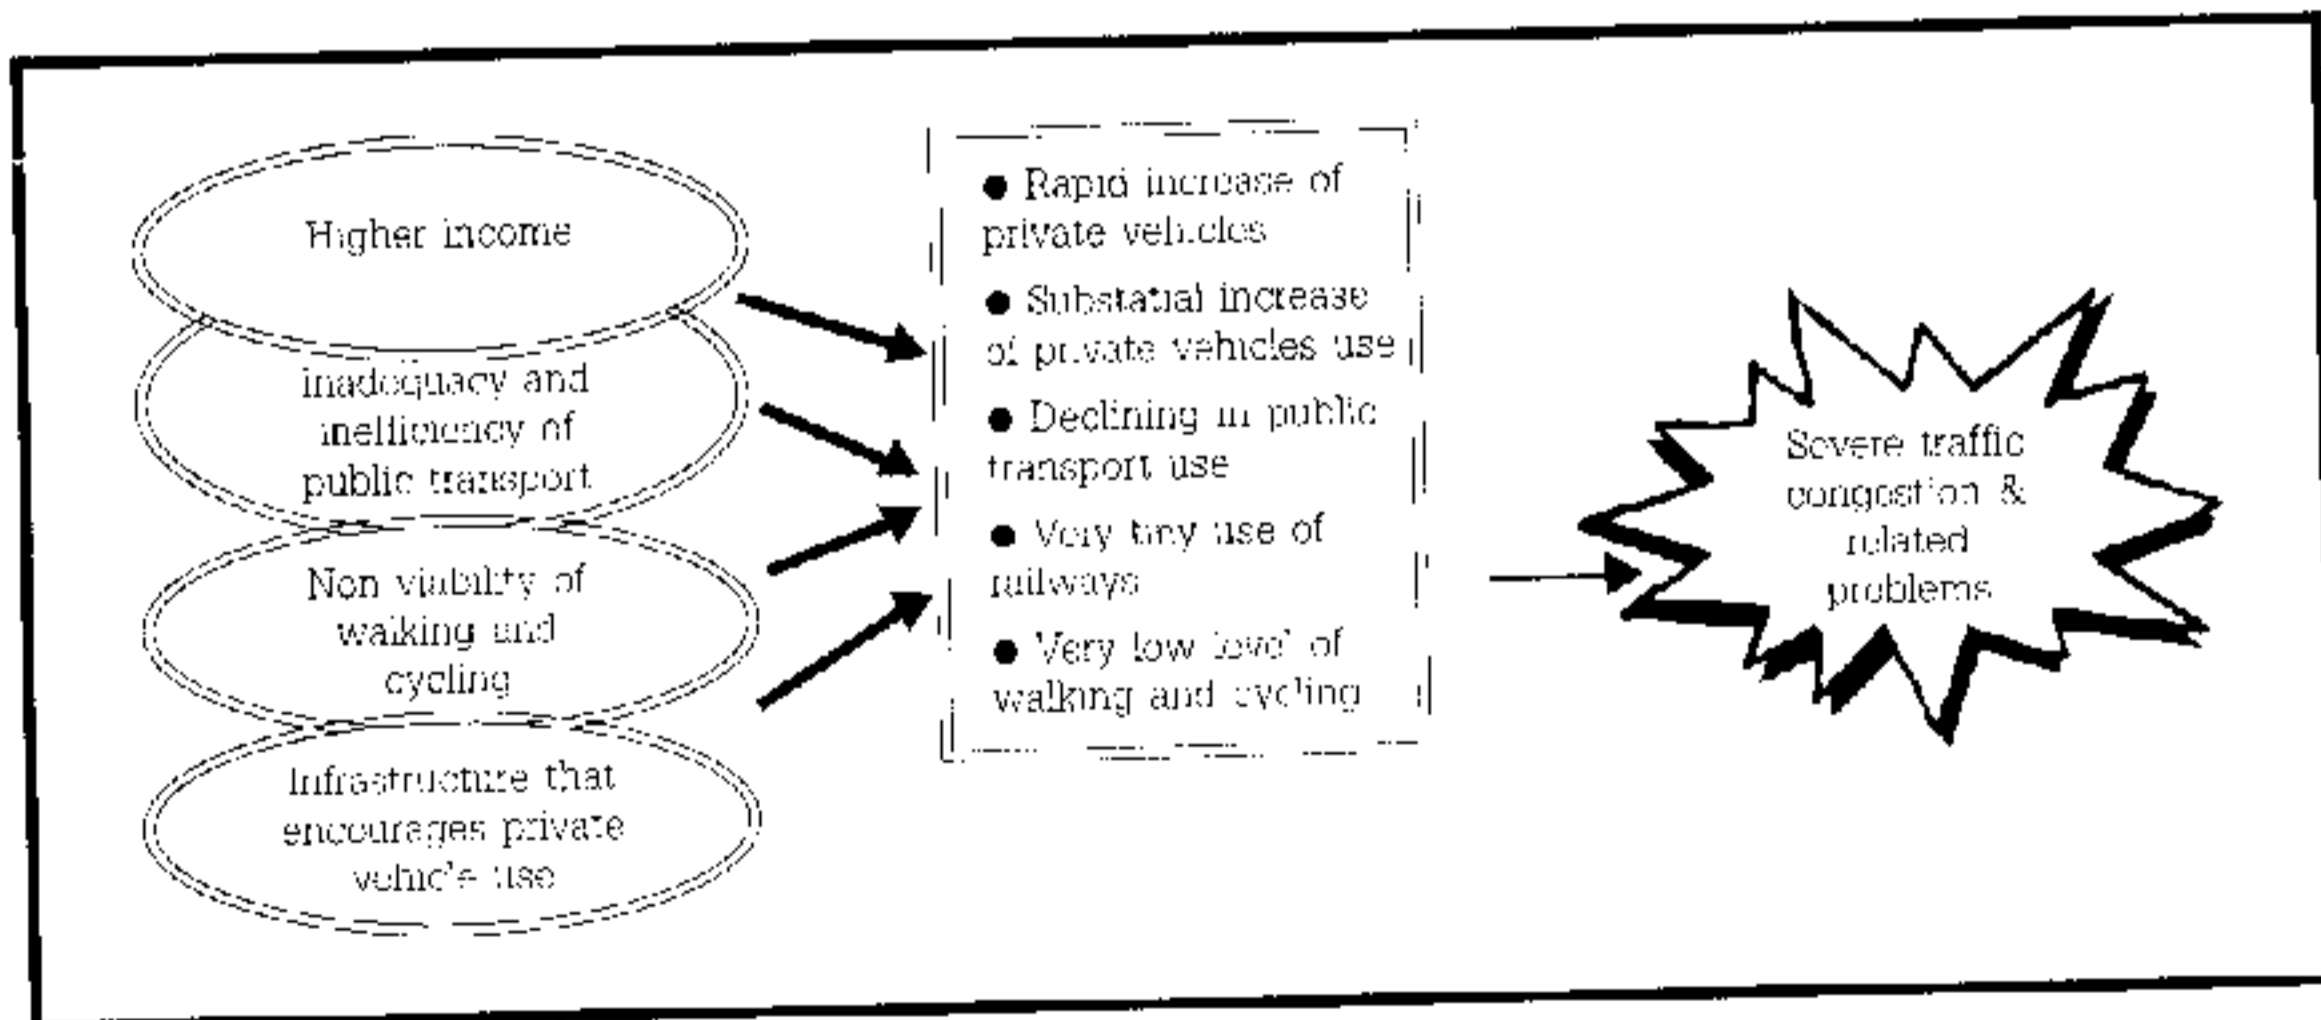 Higher income
inadequacy and
inefficiency of
public transport
Non viability of
walking and
cycling
Infrastructure that
encourages private
vehicle use
● Rapid increase of
private vehicles
● Substatial increase
of private vehicles use
● Declining in public
transport use
● Very tiny use of
railways
● Very low level of
walking and cycling
Severe traffic
congestion &
related
problems